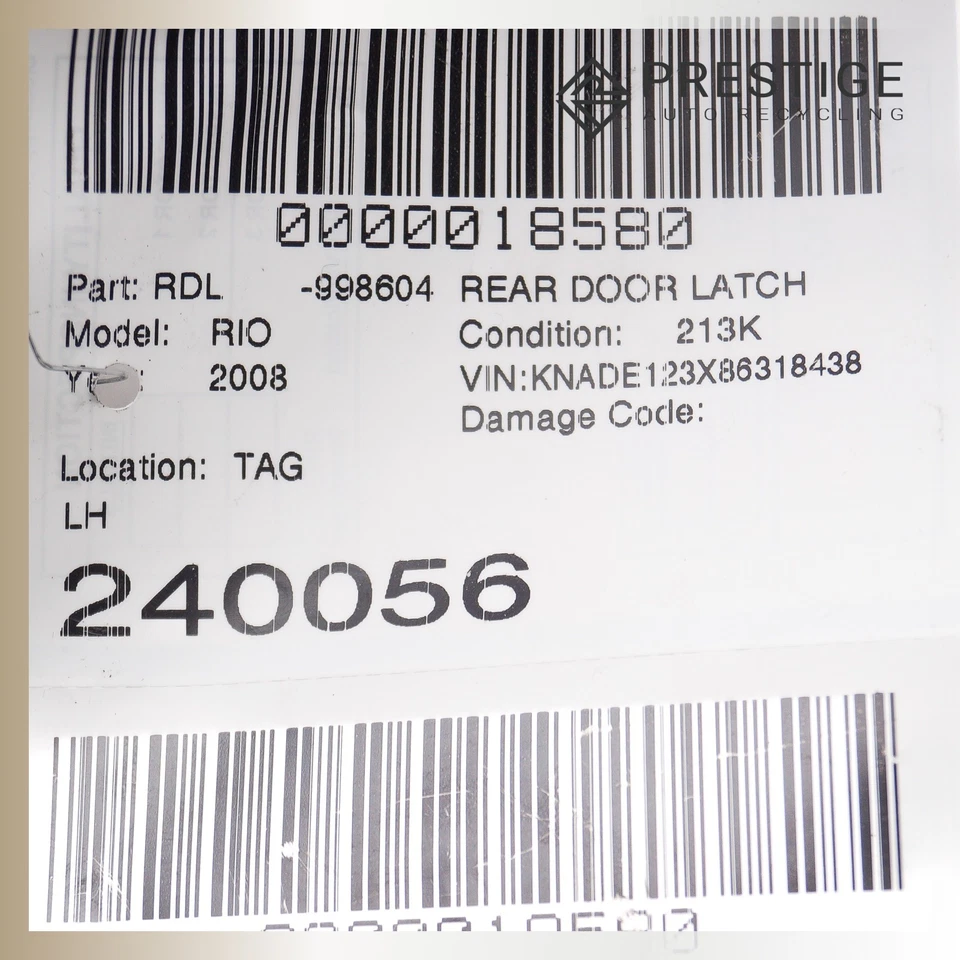 PRESTIGE
AUTO RECYCLING
0000018580
Part: RDL -998604 REAR DOOR LATCH
Model: RIO Condition: 213K
2008 VIN:KNADE123X86318438
Damage Code:
Location: TAG
LH
240056
0000018580